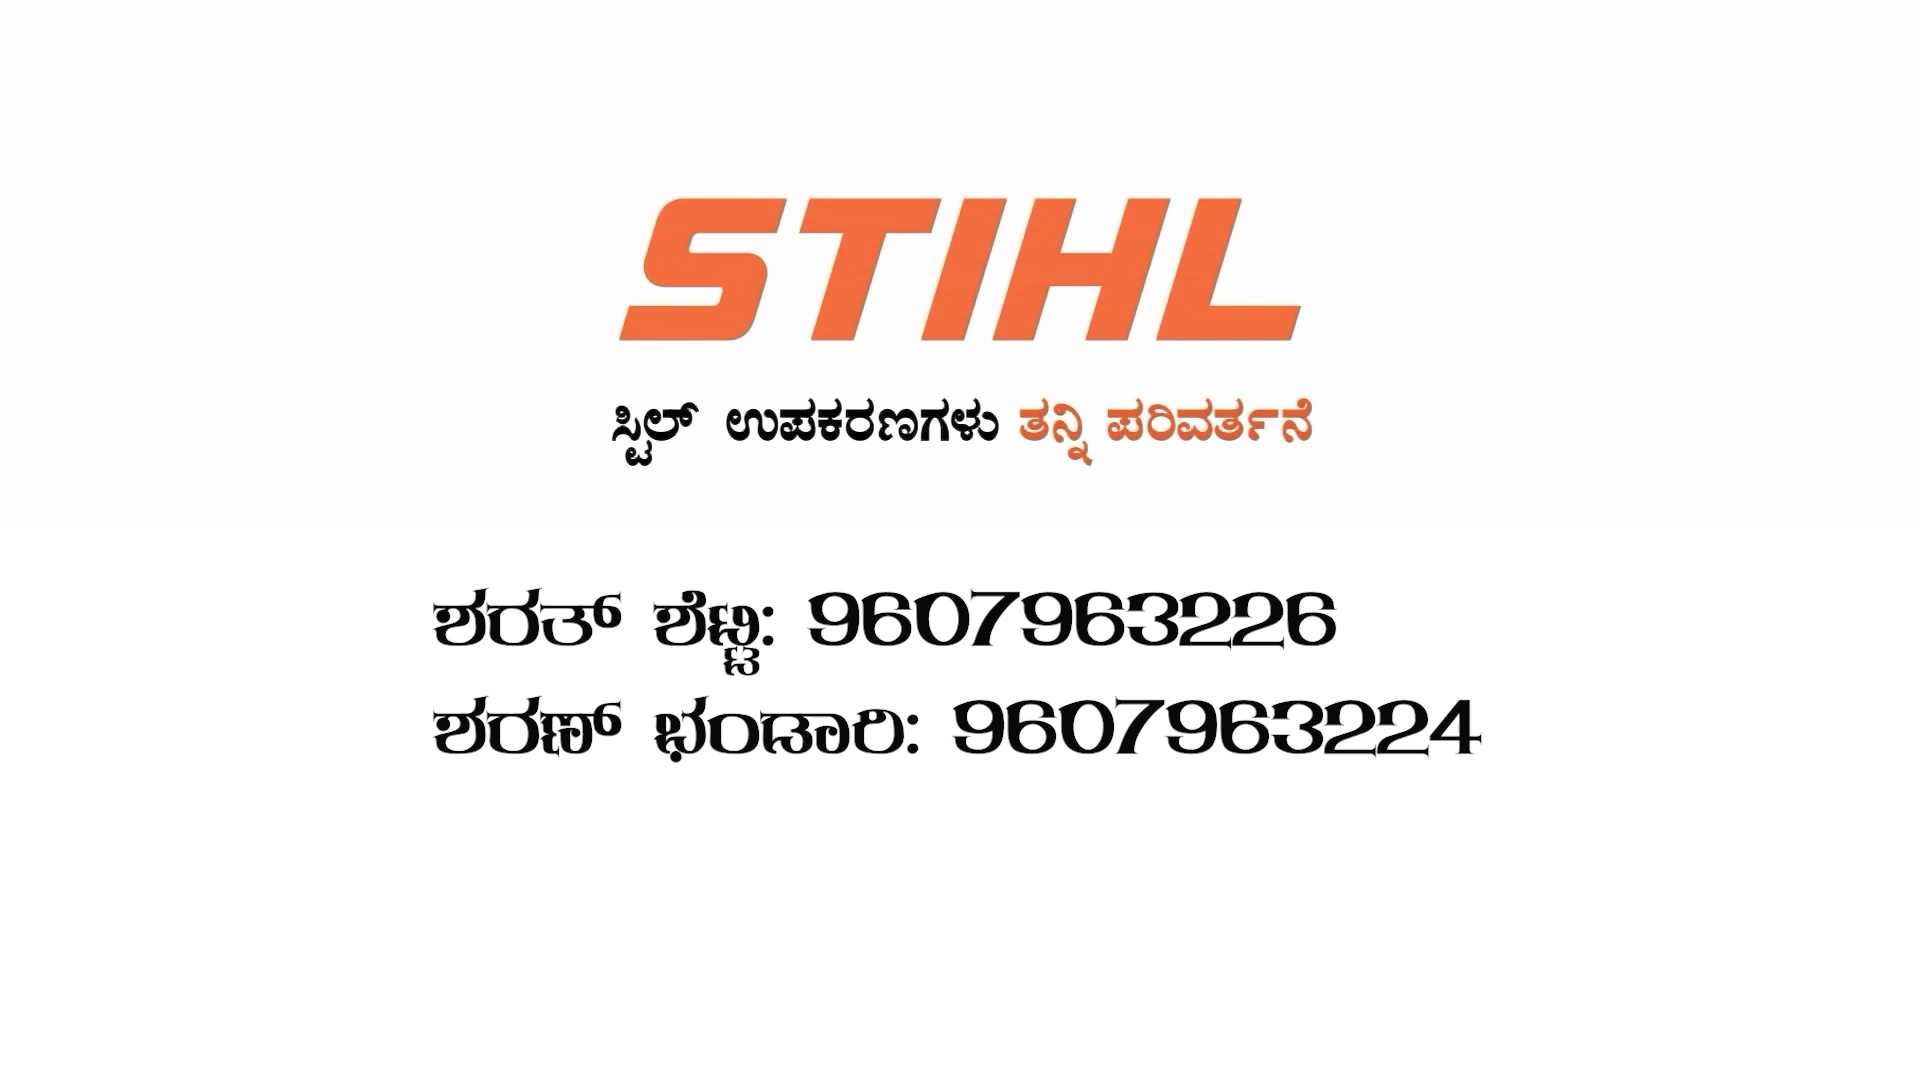 STIHL
ಸ್ಟಿಲ್ ಉಪಕರಣಗಳು ತನ್ನಿ ಪರಿವರ್ತನೆ
ಶರತ್ ಶೆಟ್ಟಿ: 9607963226
ಶರಣ್ ಭಂಡಾರಿ: 9607963224